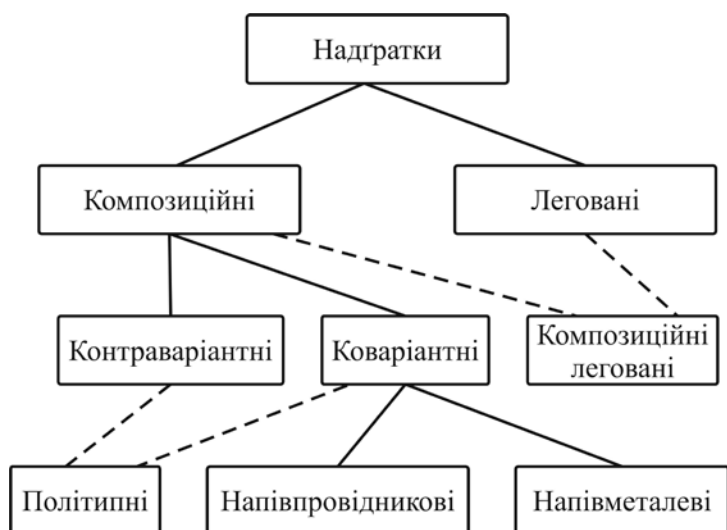 Надґратки
Композиційні
Леговані
Контраваріантні
Коваріантні
Композиційні
леговані
Політипні
Напівпровідникові
Напівметалеві